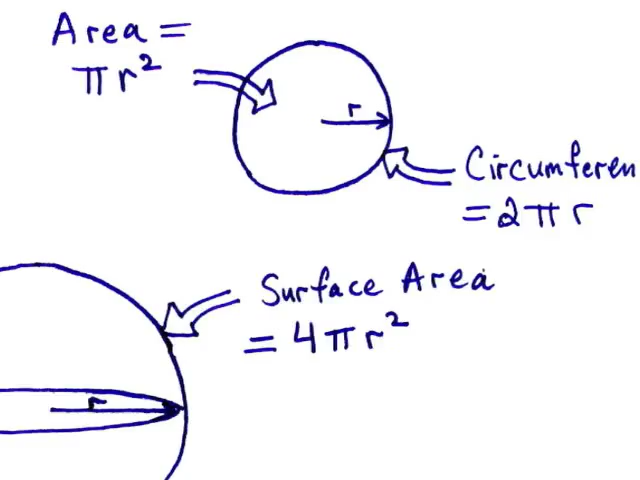 Area =
πr²
r
Circumferen
= 2πr
Surface Area
= 4πr²
r